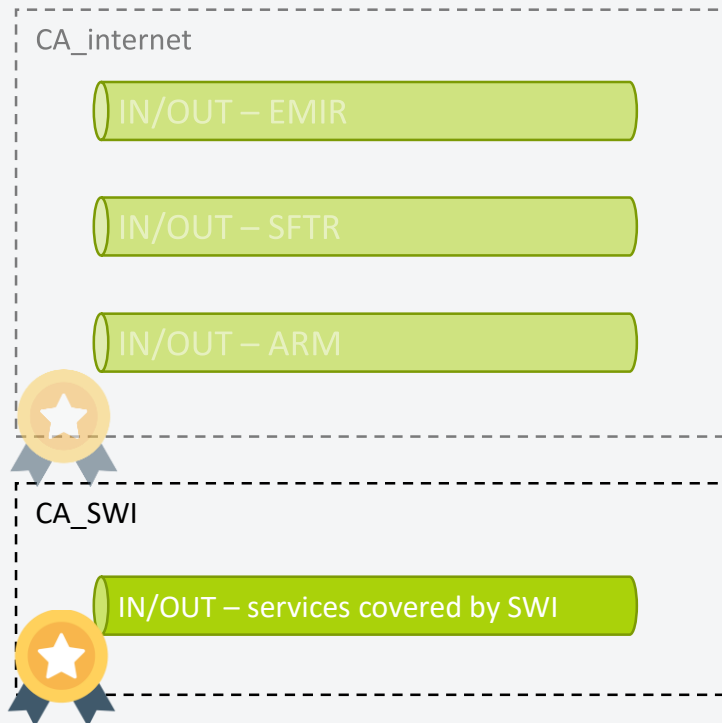 CA_internet
IN/OUT – EMIR
IN/OUT – SFTR
IN/OUT – ARM
CA_SWI
IN/OUT – services covered by SWI